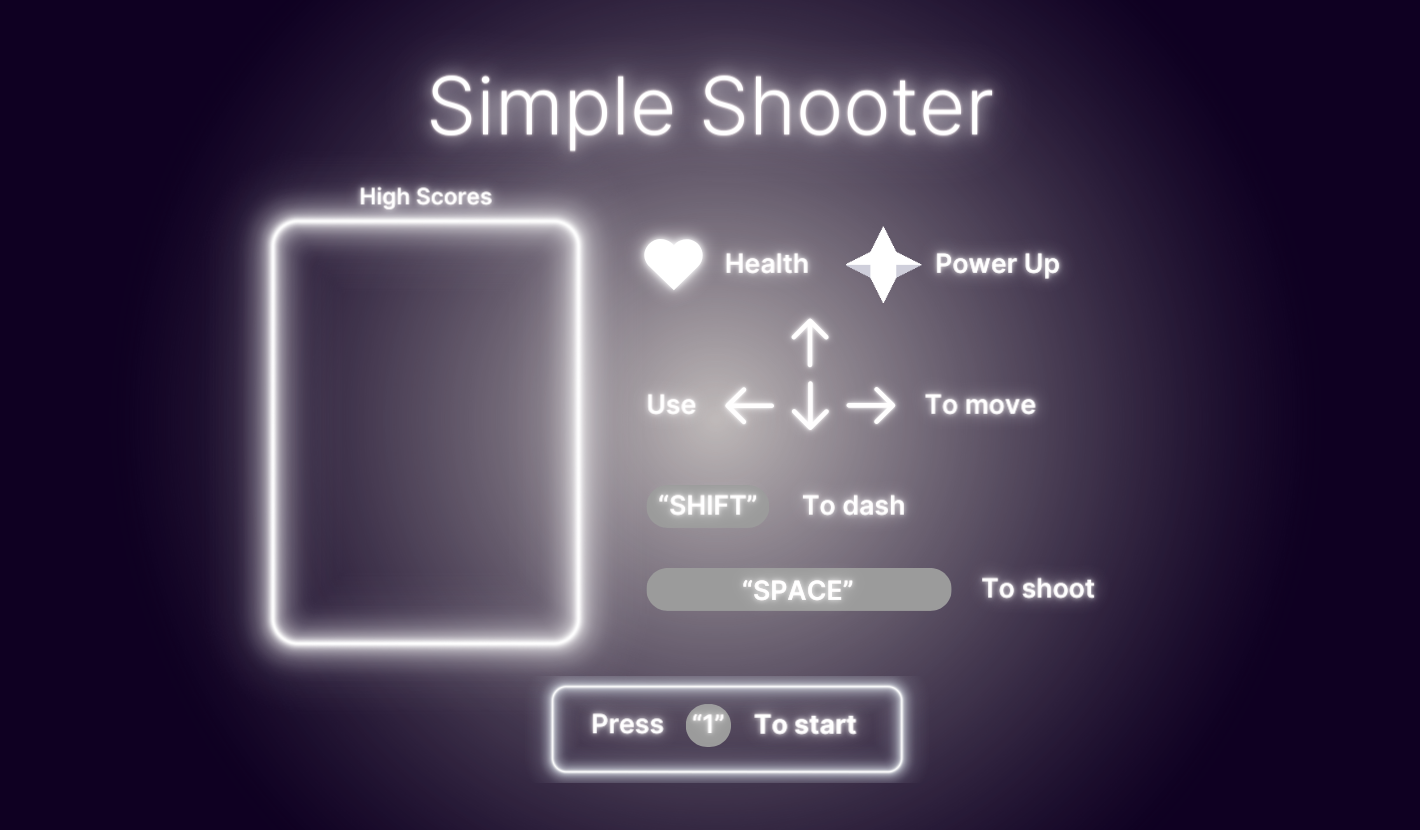 Simple Shooter
High Scores
Health Power Up
Use To move
“SHIFT” To dash
“SPACE” To shoot
Press “1” To start